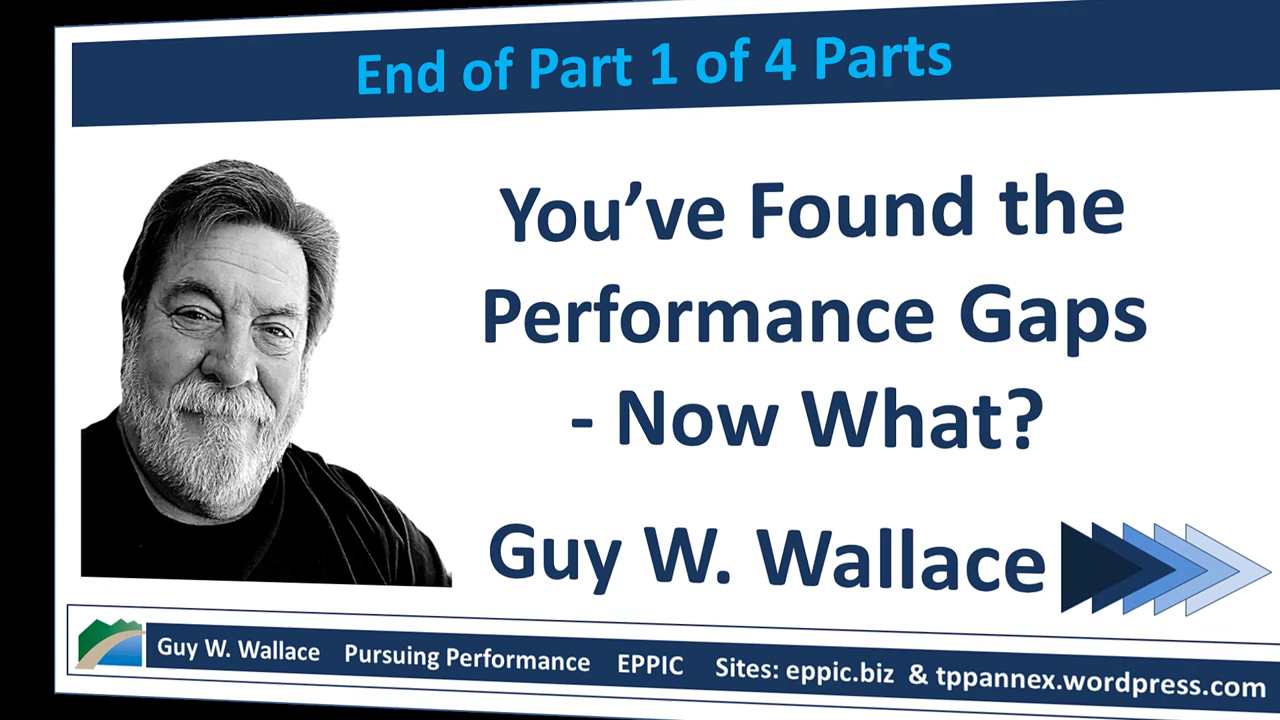 End of Part 1 of 4 Parts
You’ve Found the
Performance Gaps
- Now What?
Guy W. Wallace
Guy W. Wallace Pursuing Performance EPPIC Sites: eppic.biz & tppannex.wordpress.com